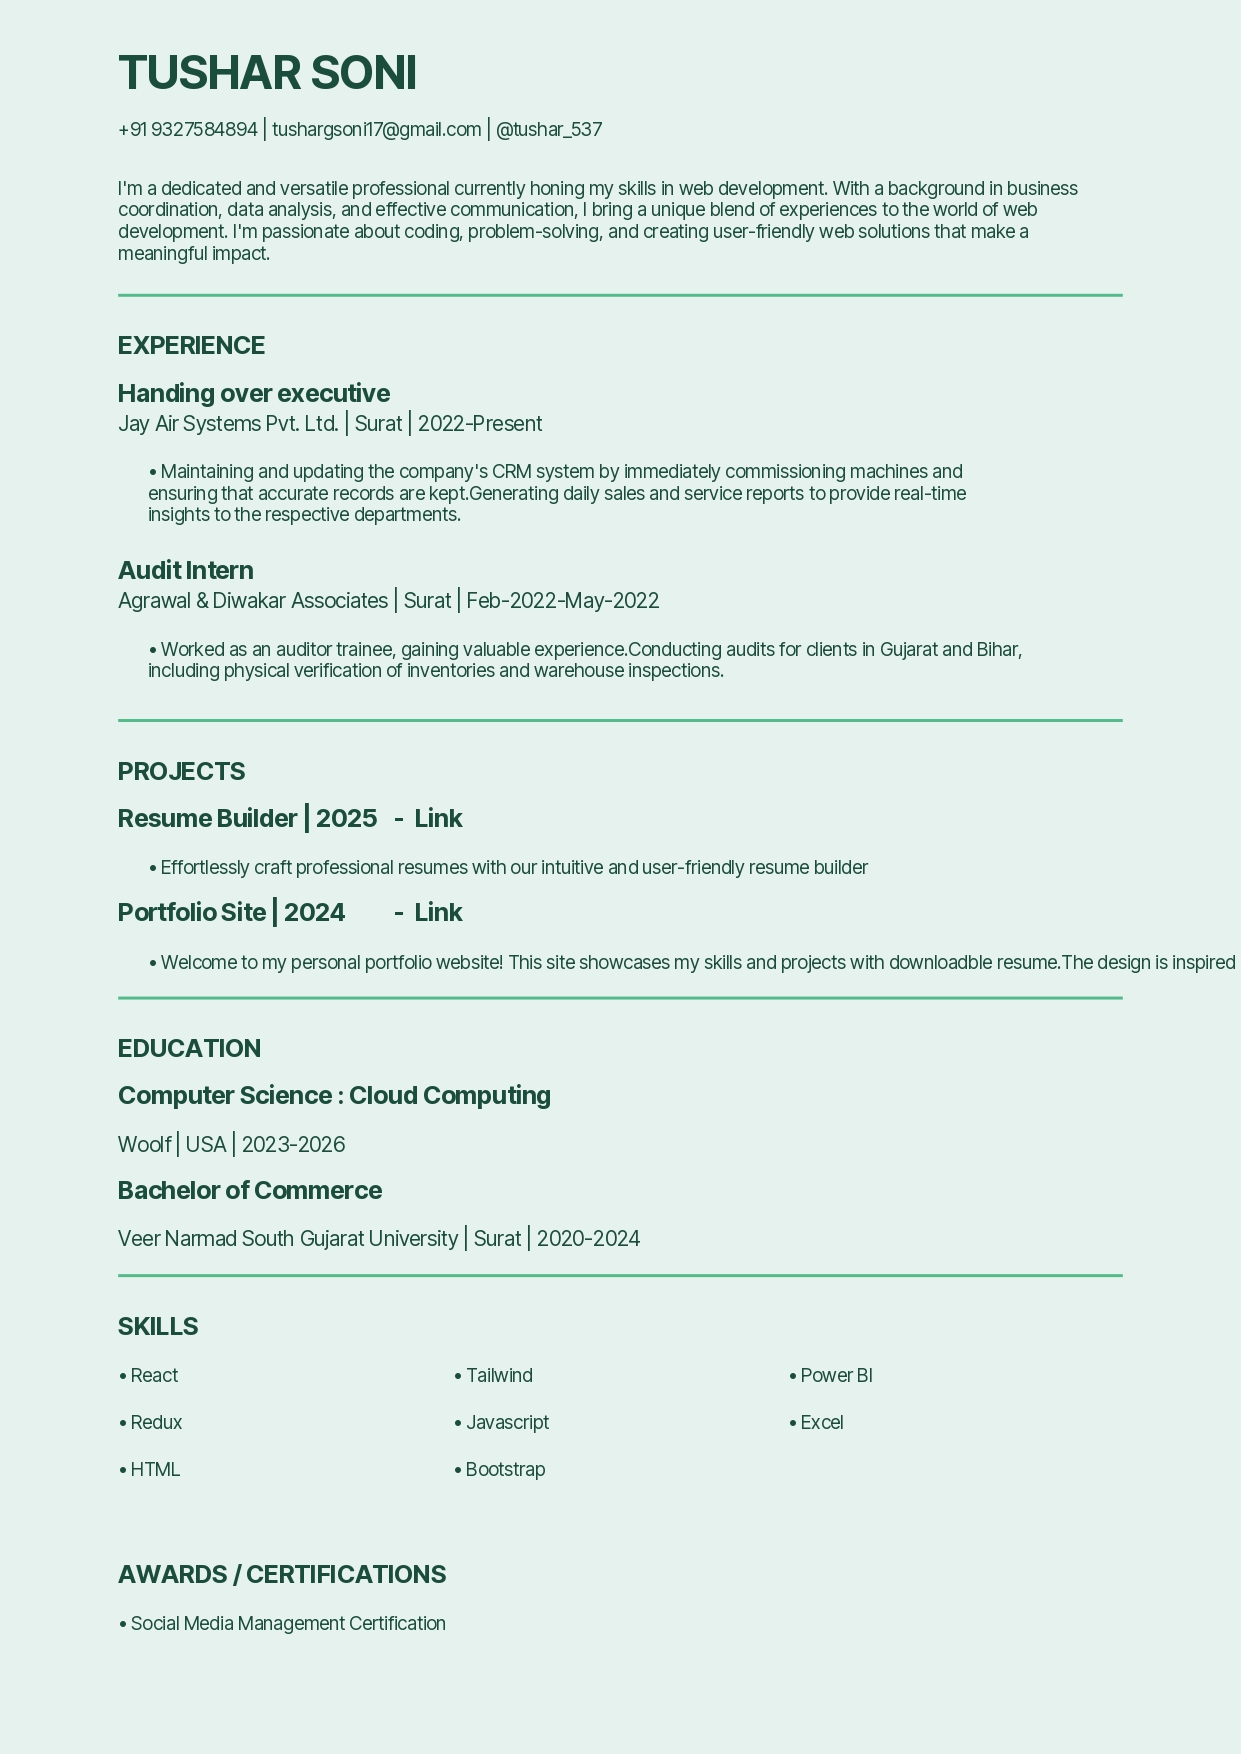 TUSHAR SONI
+91 9327584894 | tushargsoni17@gmail.com | @tushar_537
I'm a dedicated and versatile professional currently honing my skills in web development. With a background in business
coordination, data analysis, and effective communication, I bring a unique blend of experiences to the world of web
development. I'm passionate about coding, problem-solving, and creating user-friendly web solutions that make a
meaningful impact.
EXPERIENCE
Handing over executive
Jay Air Systems Pvt. Ltd. | Surat | 2022-Present
• Maintaining and updating the company's CRM system by immediately commissioning machines and
ensuring that accurate records are kept.Generating daily sales and service reports to provide real-time
insights to the respective departments.
Audit Intern
Agrawal & Diwakar Associates | Surat | Feb-2022-May-2022
• Worked as an auditor trainee, gaining valuable experience.Conducting audits for clients in Gujarat and Bihar,
including physical verification of inventories and warehouse inspections.
PROJECTS
Resume Builder | 2025 - Link
• Effortlessly craft professional resumes with our intuitive and user-friendly resume builder
Portfolio Site | 2024 - Link
• Welcome to my personal portfolio website! This site showcases my skills and projects with downloadble resume.The design is inspired
EDUCATION
Computer Science : Cloud Computing
Woolf | USA | 2023-2026
Bachelor of Commerce
Veer Narmad South Gujarat University | Surat | 2020-2024
SKILLS
• React • Tailwind • Power BI
• Redux • Javascript • Excel
• HTML • Bootstrap
AWARDS / CERTIFICATIONS
• Social Media Management Certification